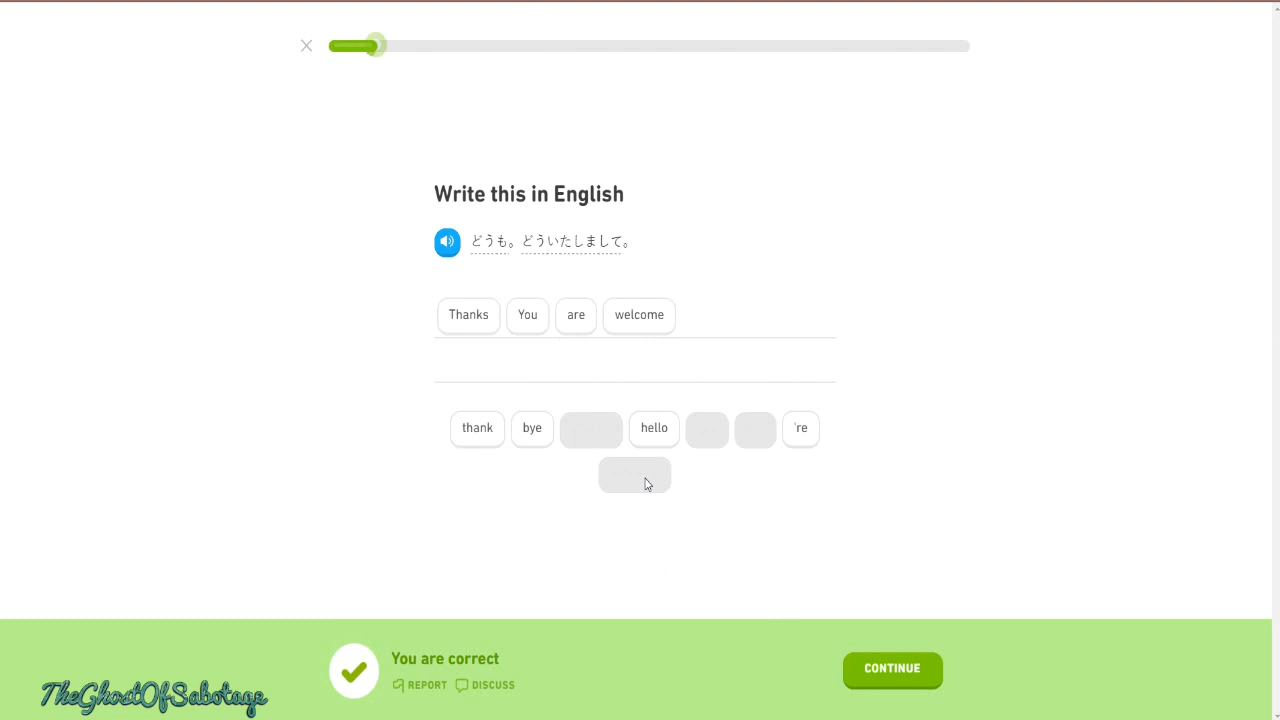 Write this in English
どうも。どういたしまして。
Thanks You are welcome
thank bye hello 're
You are correct
REPORT DISCUSS
CONTINUE
TheGhostOfSabotage